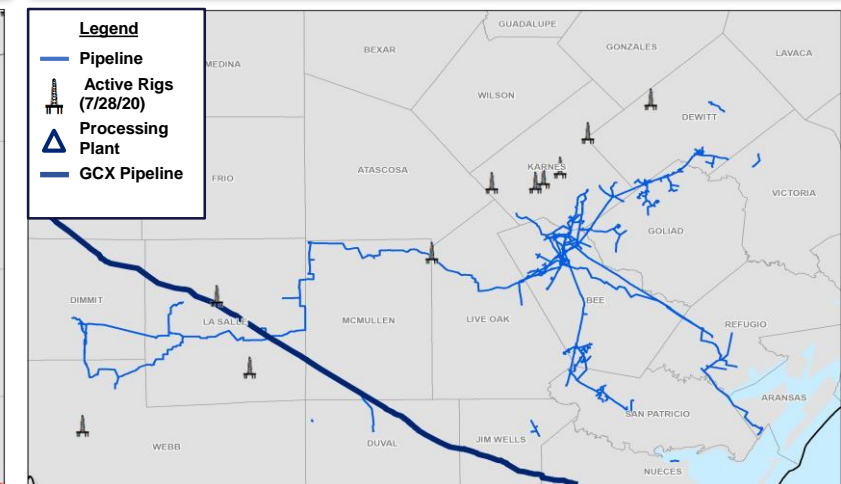 Legend
Pipeline
Active Rigs
(7/28/20)
Processing
Plant
GCX Pipeline
GUADALUPE
BEXAR
GONZALES
LAVACA
MEDINA
WILSON
DEWITT
FRIO
ATASCOSA
KARNES
VICTORIA
GOLIAD
DIMMIT
LA SALLE
MCMULLEN
LIVE OAK
BEE
REFUGIO
ARANSAS
SAN PATRICIO
WEBB
DUVAL
JIM WELLS
NUECES